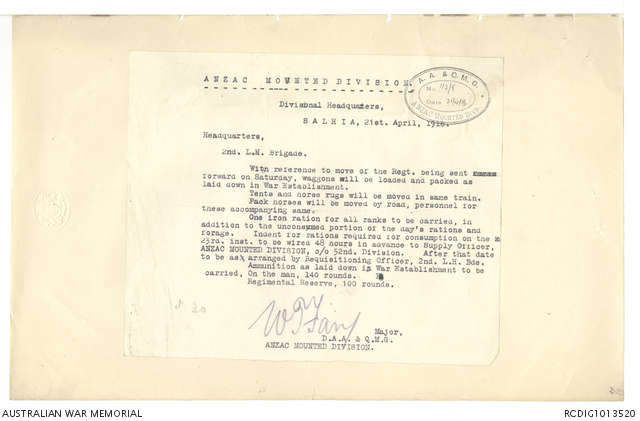 ANZAC MOUNTED DIVISION.
A. A. & Q. M. G.
No.
Date
ANZAC MOUNTED DIV.
Divisional Headquarters,
SALHIA, 21st. April, 1916.
Headquarters,
2nd. L.H. Brigade.
With reference to move of the Regt. being sent
forward on Saturday, waggons will be loaded and packed as
laid down in War Establishment.
Tents and horse rugs will be moved in same train.
Pack horses will be moved by road, personnel for
these accompanying same.
One iron ration for all ranks to be carried, in
addition to the unconsumed portion of the day's rations and
forage. Indent for rations required for consumption on the
23rd. inst. to be wired 48 hours in advance to Supply Officer,
ANZAC MOUNTED DIVISION, c/o 52nd. Division. After that date
to be as arranged by Requisitioning Officer, 2nd. L.H. Bde.
Ammunition as laid down in War Establishment to be
carried, On the man, 140 rounds.
Regimental Reserve, 100 rounds.
Major,
D.A.A. & Q.M.G.
ANZAC MOUNTED DIVISION.
AUSTRALIAN WAR MEMORIAL
RCDIG1013520